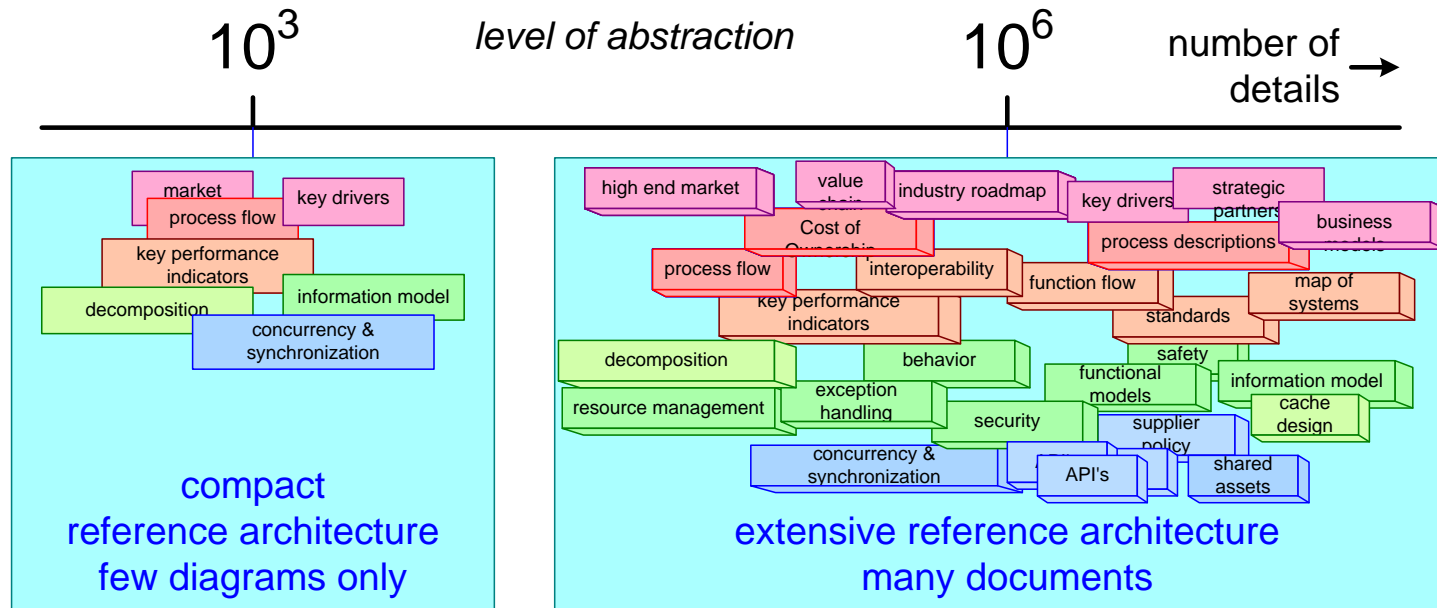 10^3
level of abstraction
10^6
number of
details
market
key drivers
process flow
key performance
indicators
decomposition
information model
concurrency &
synchronization
compact
reference architecture
few diagrams only
high end market
value
chain
industry roadmap
key drivers
strategic
partners
business
models
Cost of
Ownership
process descriptions
process flow
interoperability
function flow
map of
systems
key performance
indicators
standards
decomposition
behavior
safety
functional
models
information model
resource management
exception
handling
security
cache
design
supplier
policy
concurrency &
synchronization
API's
API's
shared
assets
extensive reference architecture
many documents